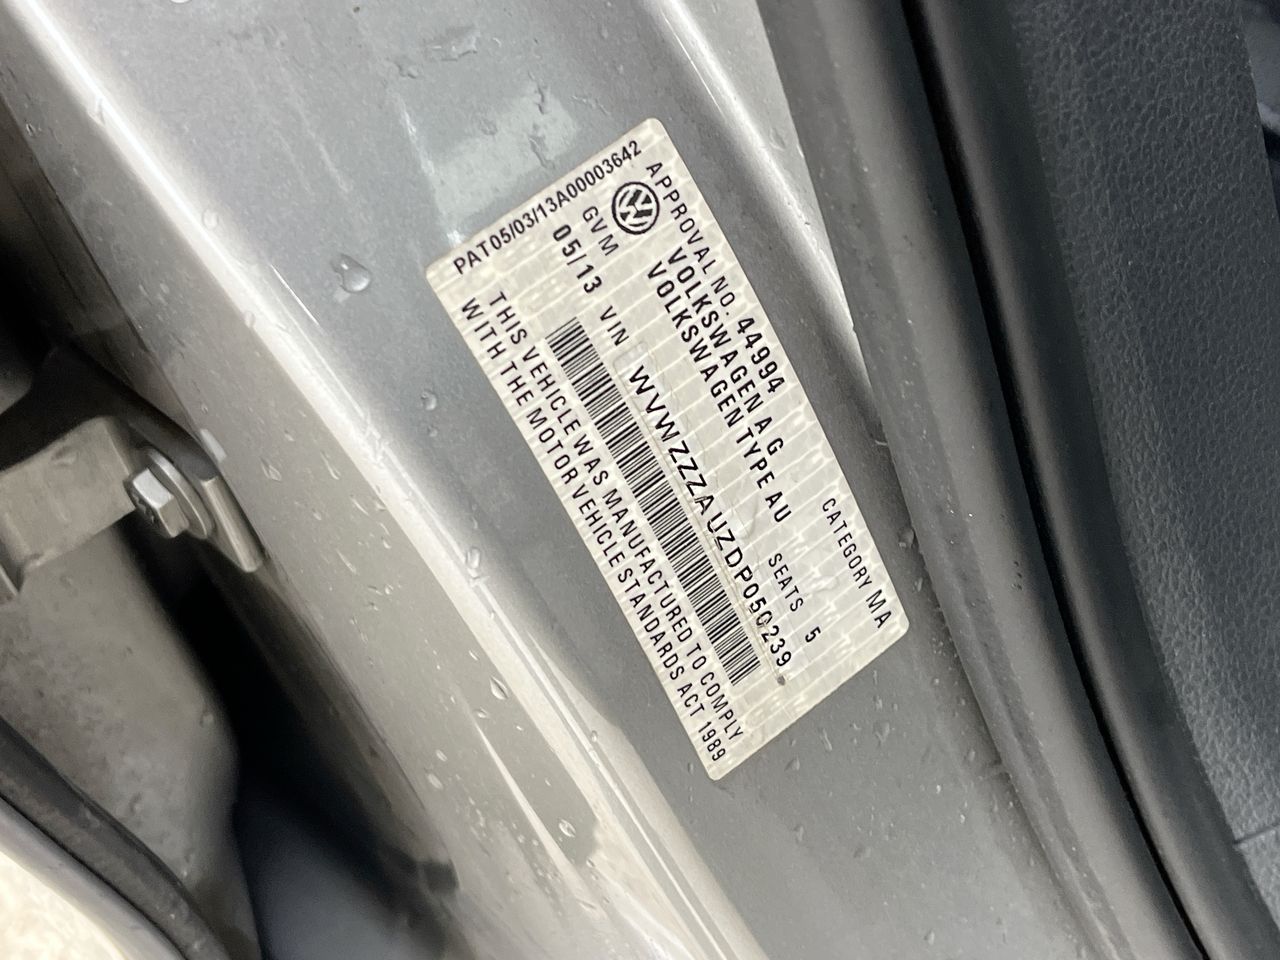 PAT05/03/13A00003642
APPROVAL NO. 44994 CATEGORY MA
VOLKSWAGEN A G
VOLKSWAGEN TYPE AU SEATS 5
GVM
05/13 VIN WVWZZZAUZDP050239
THIS VEHICLE WAS MANUFACTURED TO COMPLY
WITH THE MOTOR VEHICLE STANDARDS ACT 1989